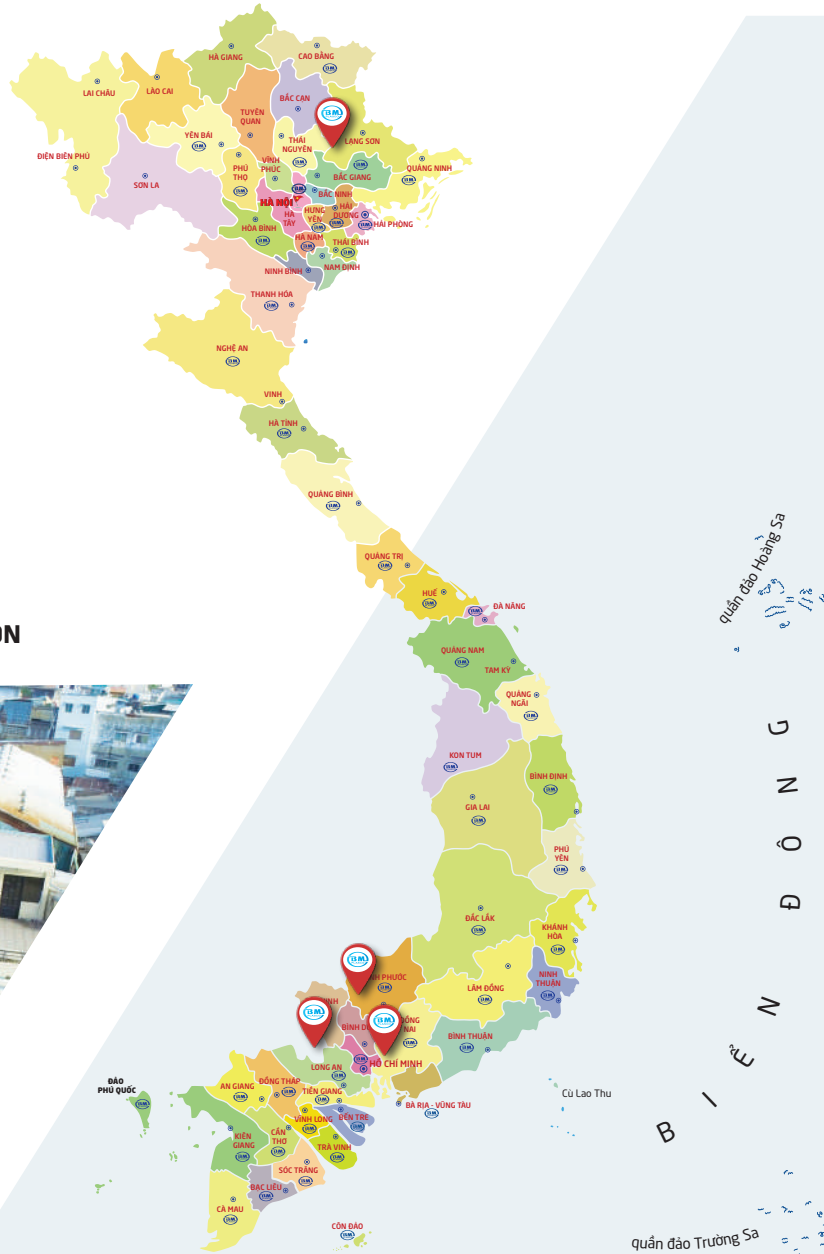 HÀ GIANG
CAO BẰNG
LAI CHÂU
LÀO CAI
BẮC CẠN
TUYÊN
QUAN
YÊN BÁI
THÁI
NGUYÊN
LẠNG SƠN
ĐIỆN BIÊN PHỦ
SƠN LA
PHÚ
THỌ
VĨNH
PHÚC
BẮC GIANG
QUẢNG NINH
BẮC NINH
HÀ NỘI
HÀ
TÂY
HƯNG
YÊN
HẢI
DƯƠNG
HẢI PHÒNG
HÒA BÌNH
HÀ NAM
THÁI BÌNH
NINH BÌNH
NAM ĐỊNH
THANH HÓA
NGHỆ AN
VINH
HÀ TĨNH
QUẢNG BÌNH
QUẢNG TRỊ
HUẾ
ĐÀ NẴNG
quần đảo Hoàng Sa
ON
QUẢNG NAM
TAM KỲ
QUẢNG
NGÃI
KON TUM
BÌNH ĐỊNH
GIA LAI
PHÚ
YÊN
ĐẮC LẮK
KHÁNH
HÒA
NINH
THUẬN
LÂM ĐỒNG
NH PHƯỚC
INH
BÌNH D
ĐỒNG
NAI
BÌNH THUẬN
HỒ CHÍ MINH
LONG AN
ĐẢO
PHÚ QUỐC
AN GIANG
ĐỒNG THÁP
TIỀN GIANG
BÀ RỊA - VŨNG TÀU
Cù Lao Thu
VĨNH LONG
BẾN TRE
KIÊN
GIANG
CẦN
THƠ
TRÀ VINH
SÓC TRĂNG
BẠC LIÊU
CÀ MAU
CÔN ĐẢO
BIỂN ĐÔNG
quần đảo Trường Sa